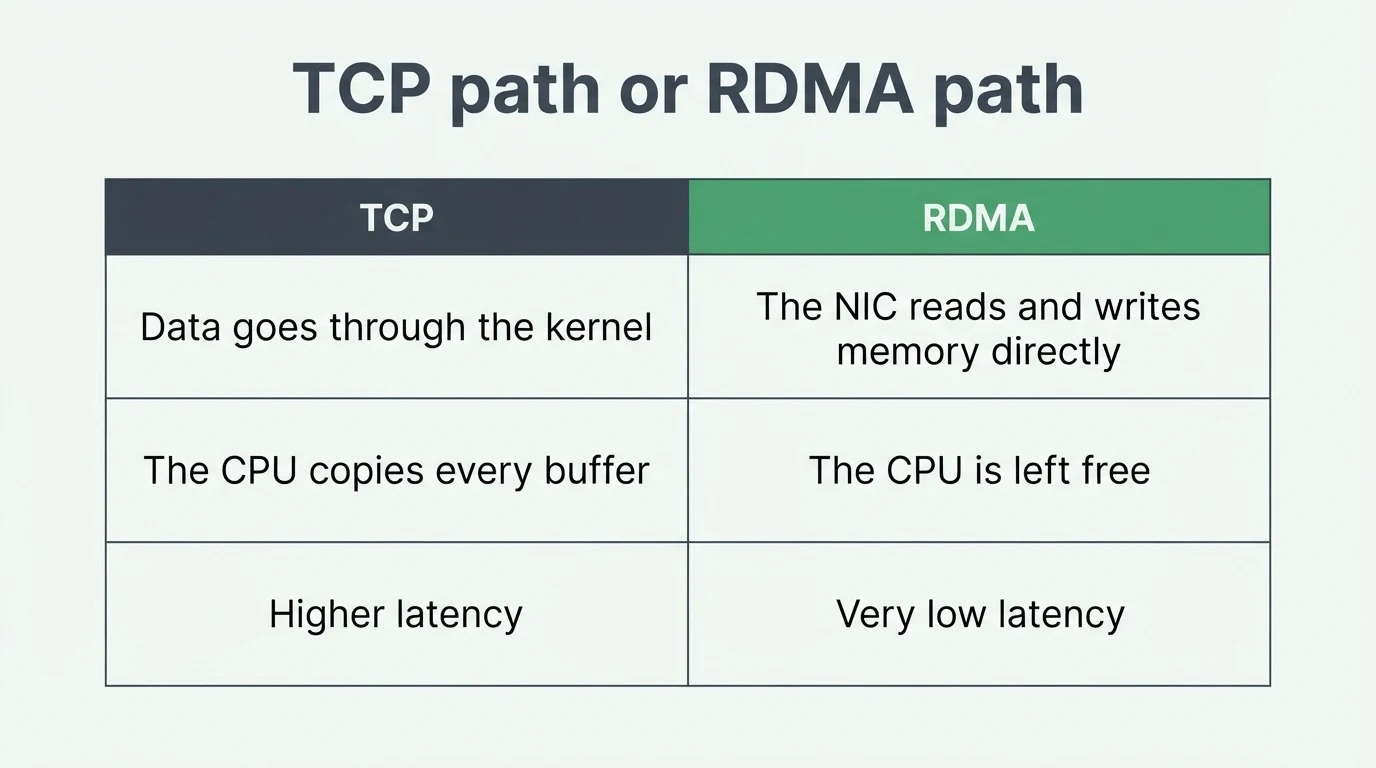 TCP path or RDMA path
TCP
RDMA
Data goes through the kernel
The NIC reads and writes
memory directly
The CPU copies every buffer
The CPU is left free
Higher latency
Very low latency